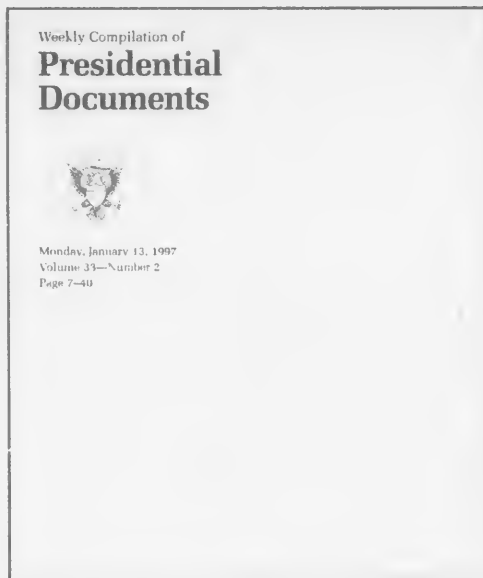 Weekly Compilation of
Presidential
Documents
Monday, January 13, 1997
Volume 33—Number 2
Page 7–40